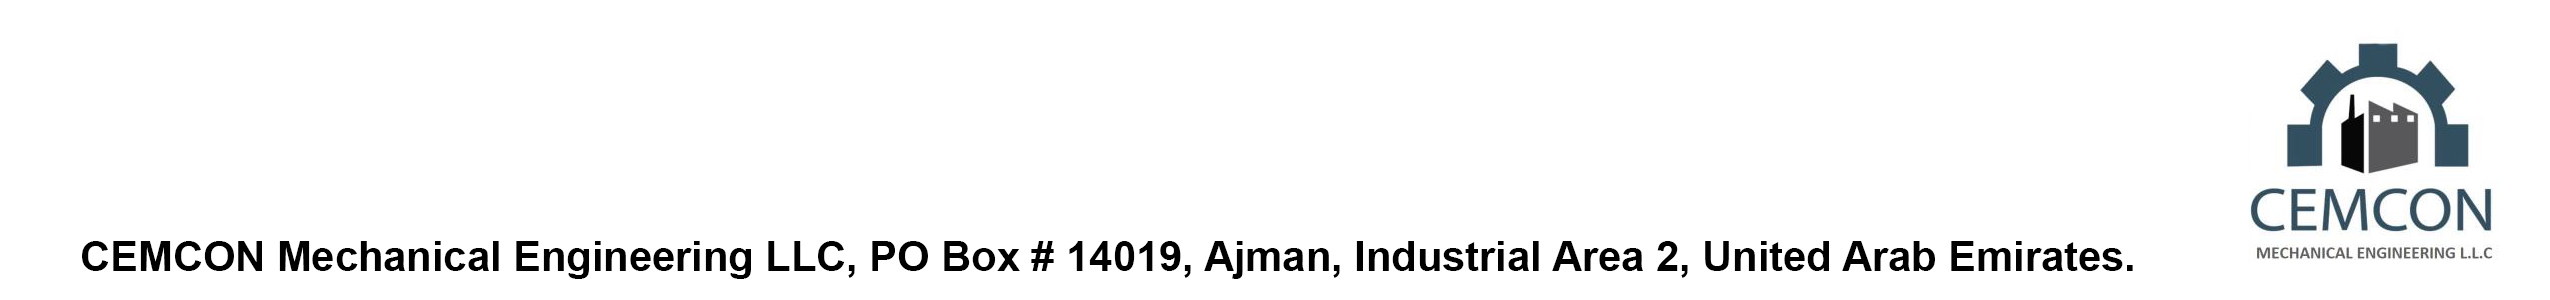 CEMCON Mechanical Engineering LLC, PO Box # 14019, Ajman, Industrial Area 2, United Arab Emirates.
CEMCON
MECHANICAL ENGINEERING L.L.C